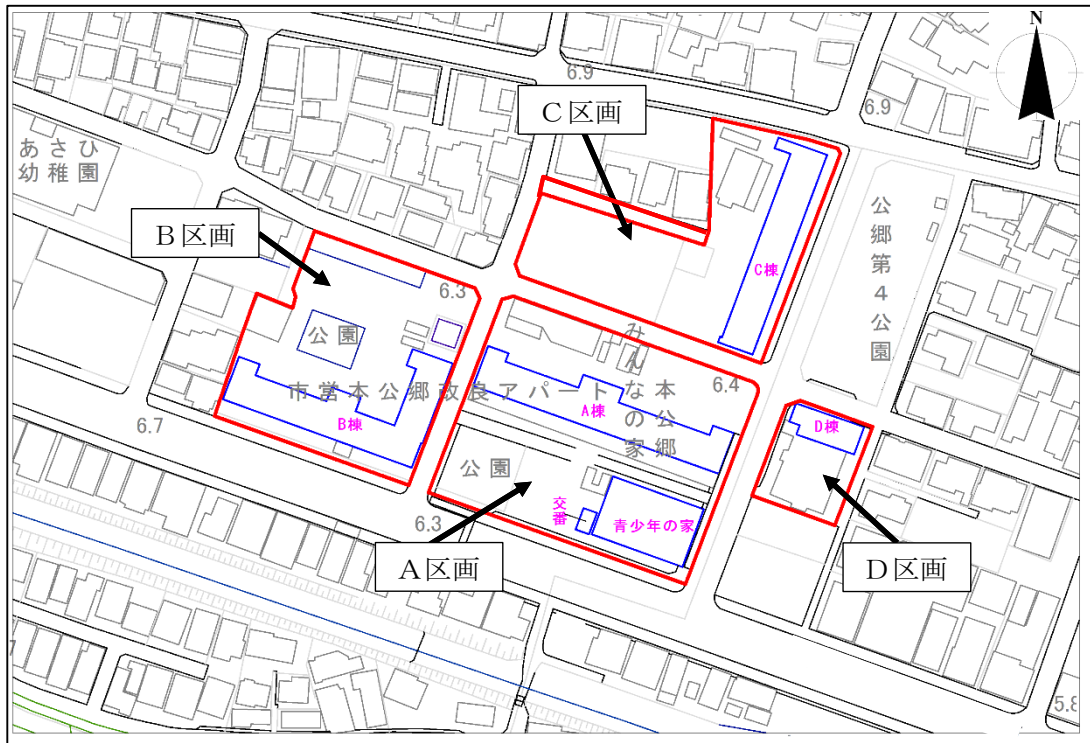 N
6.9
C区画
6.9
あさひ
幼稚園
B区画
公郷第4公園
C棟
6.3
公園
みんなの家
本公郷
6.4
市営本公郷改良アパート
A棟
D棟
6.7
B棟
公園
交番
青少年の家
6.3
A区画
D区画
5.8